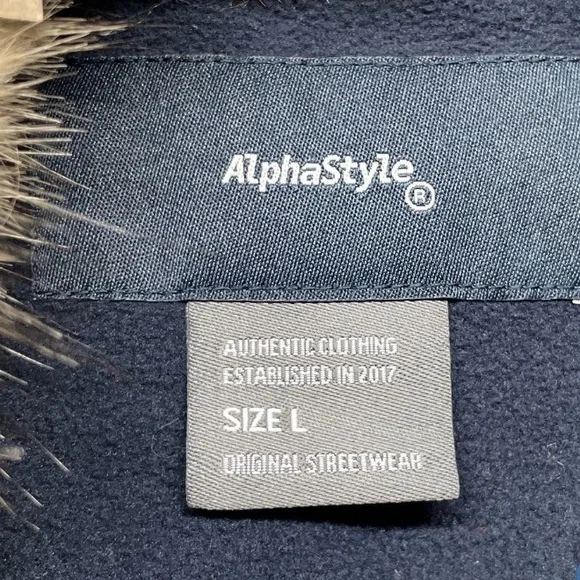 AlphaStyle®
AUTHENTIC CLOTHING
ESTABLISHED IN 2017
SIZE L
ORIGINAL STREETWEAR